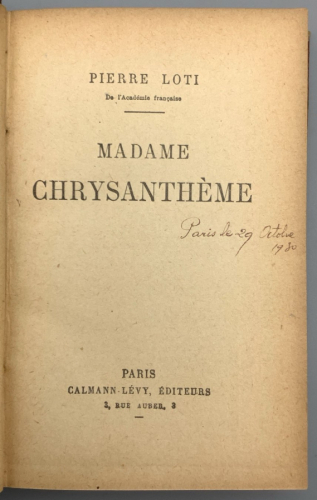 PIERRE LOTI
De l'Académie française
MADAME
CHRYSANTHÈME
Paris le 29 Octobre
1930
PARIS
CALMANN-LÉVY, ÉDITEURS
3, RUE AUBER, 3